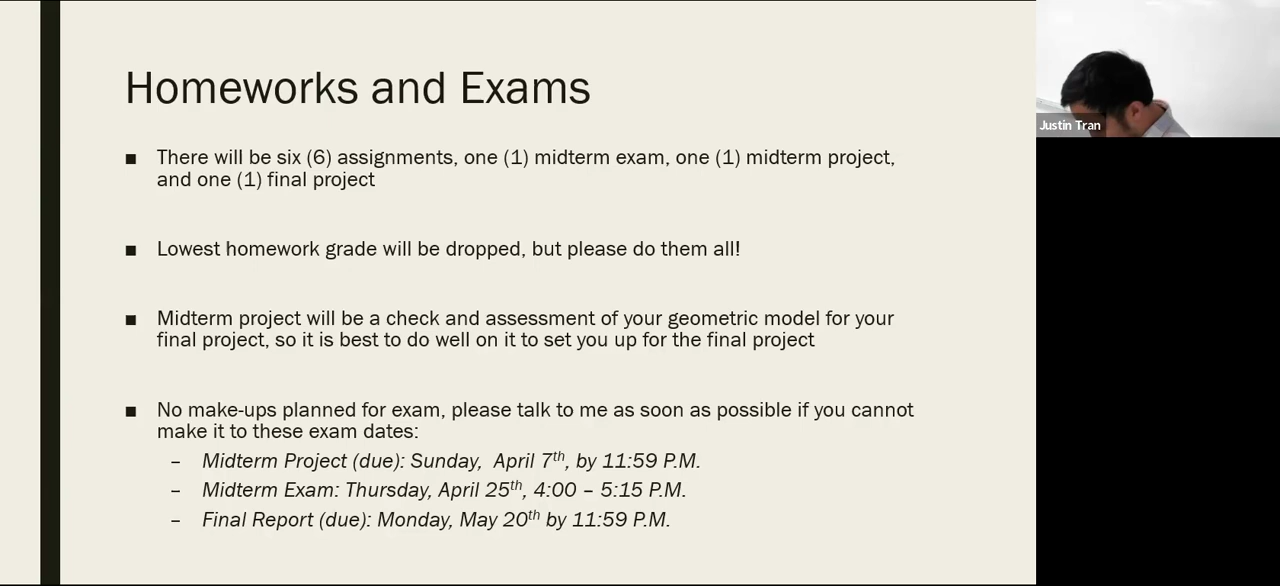 Homeworks and Exams
■ There will be six (6) assignments, one (1) midterm exam, one (1) midterm project,
and one (1) final project
■ Lowest homework grade will be dropped, but please do them all!
■ Midterm project will be a check and assessment of your geometric model for your
final project, so it is best to do well on it to set you up for the final project
■ No make-ups planned for exam, please talk to me as soon as possible if you cannot
make it to these exam dates:
– Midterm Project (due): Sunday, April 7th, by 11:59 P.M.
– Midterm Exam: Thursday, April 25th, 4:00 – 5:15 P.M.
– Final Report (due): Monday, May 20th by 11:59 P.M.
Justin Tran